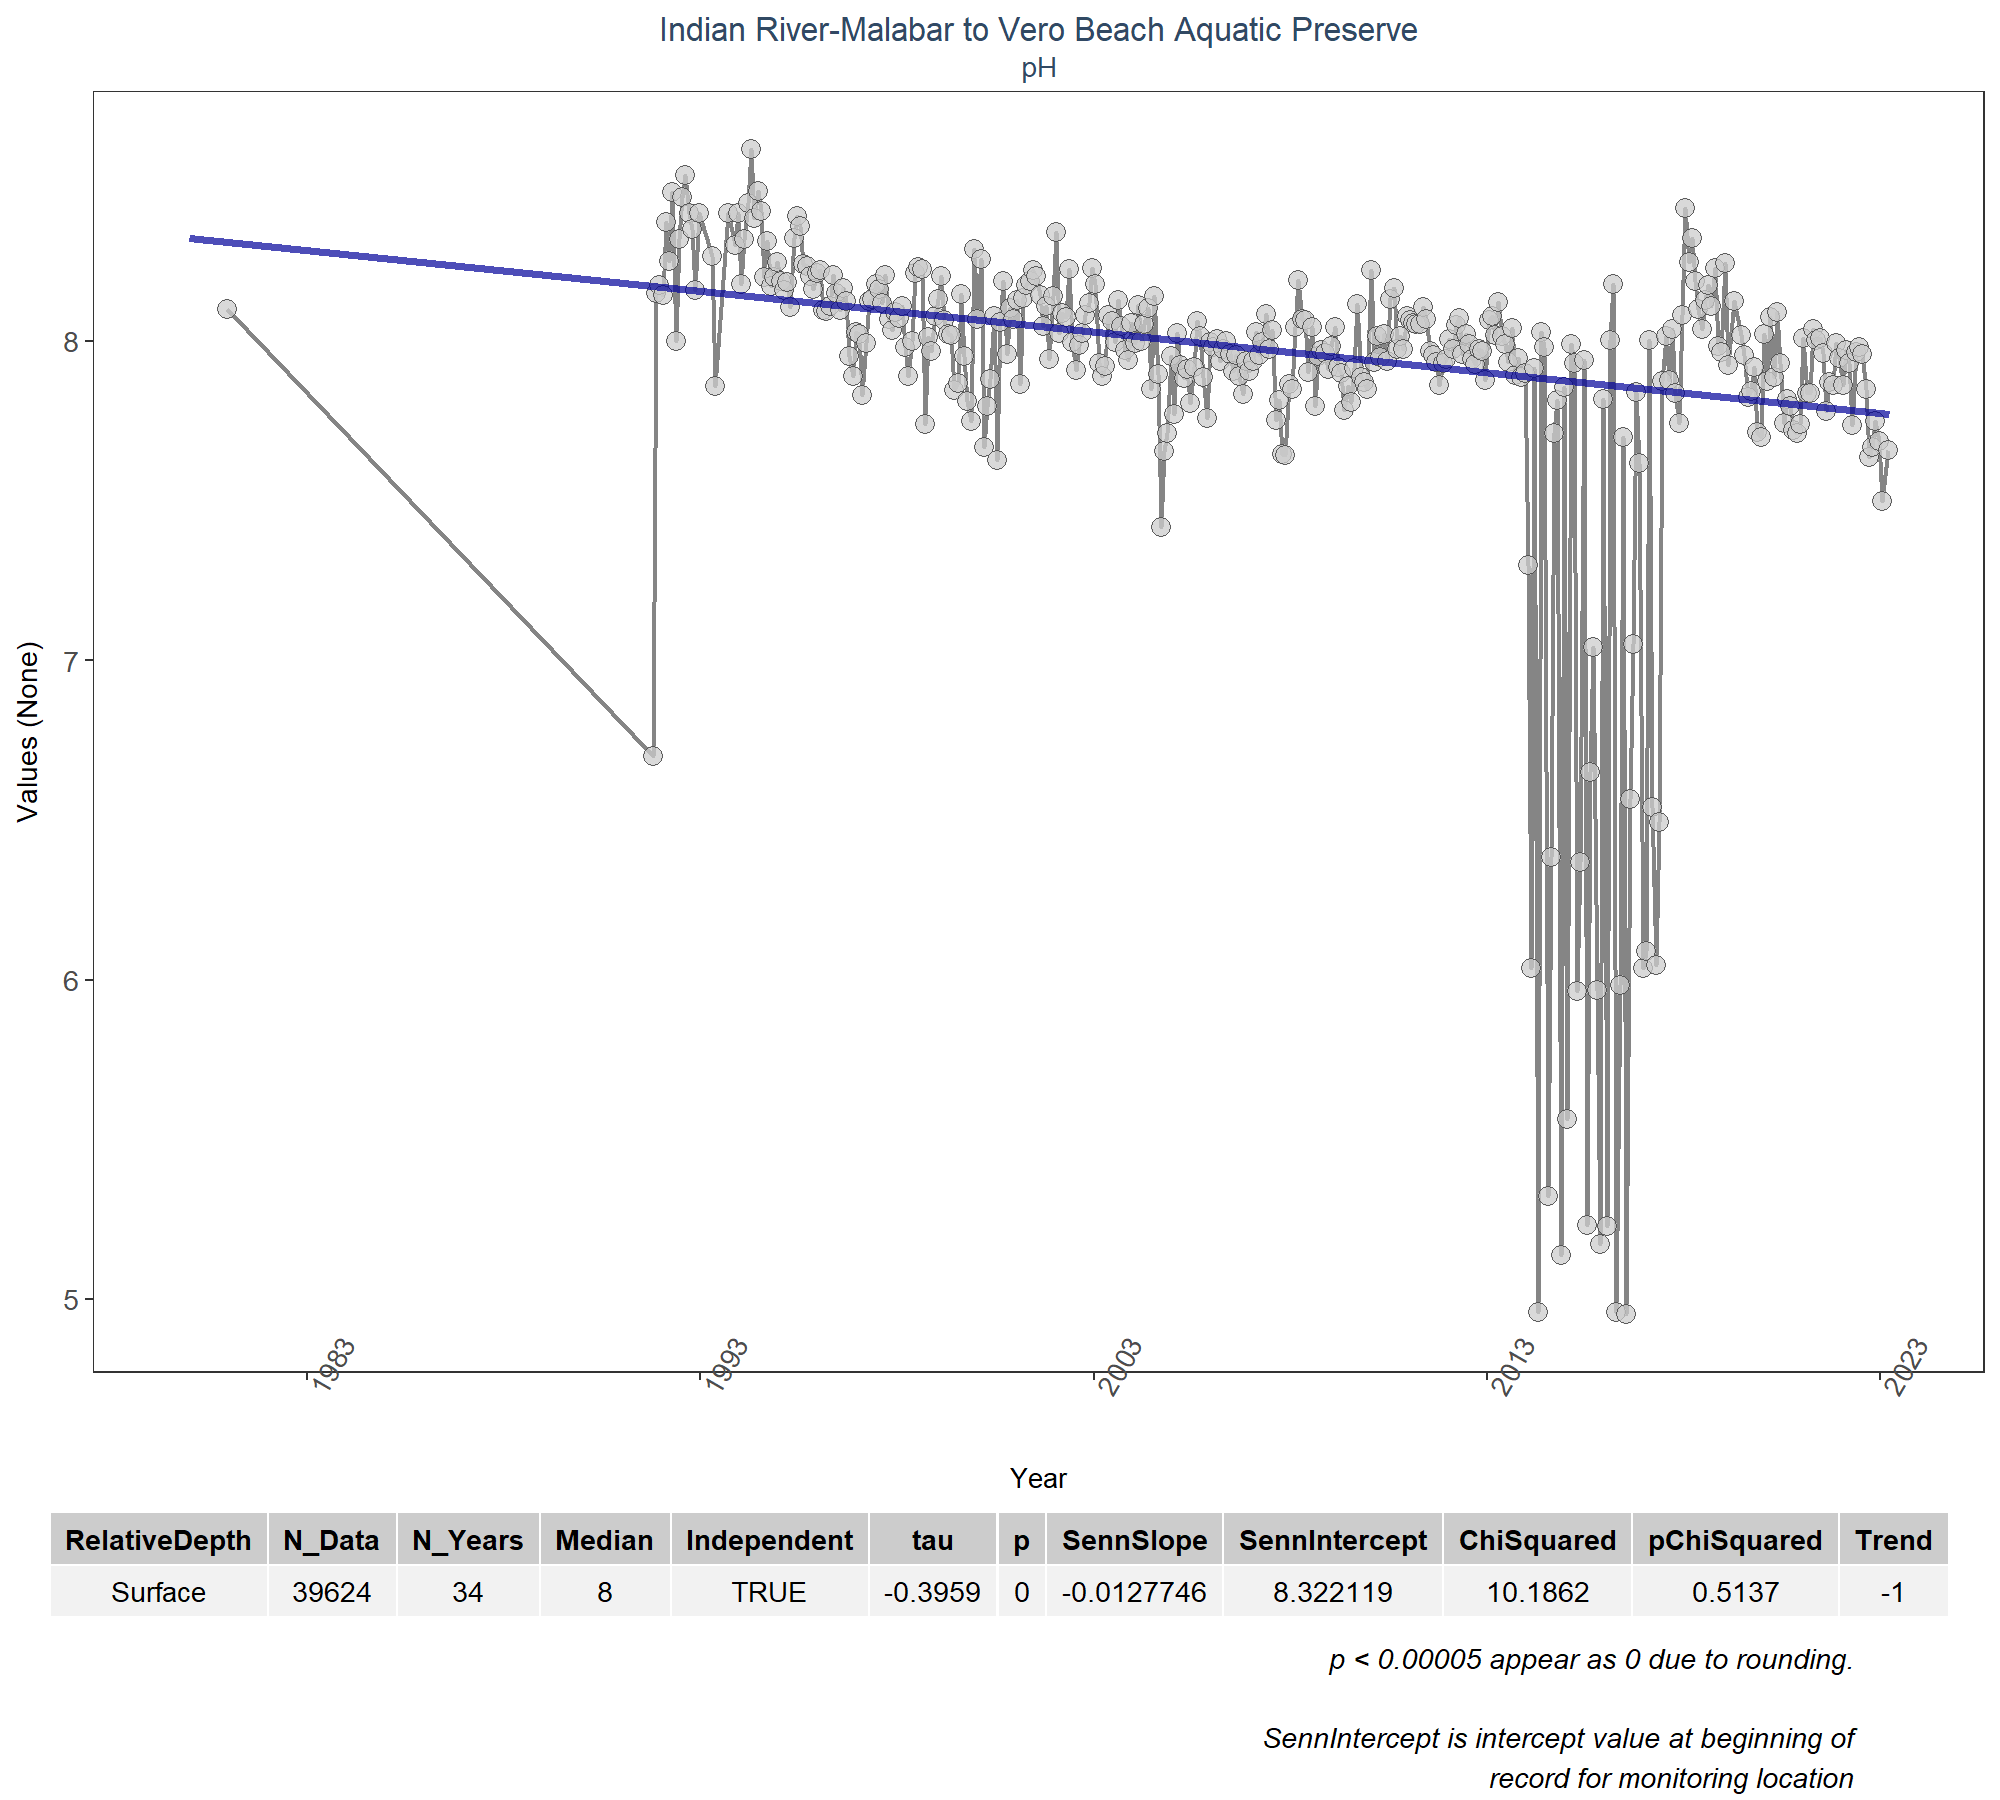 Indian River-Malabar to Vero Beach Aquatic Preserve
pH
Values (None)
8
7
6
5
1983
1993
2003
2013
2023
Year
RelativeDepth N_Data N_Years Median Independent tau p SennSlope SennIntercept ChiSquared pChiSquared Trend
Surface 39624 34 8 TRUE -0.3959 0 -0.0127746 8.322119 10.1862 0.5137 -1
p < 0.00005 appear as 0 due to rounding.
SennIntercept is intercept value at beginning of
record for monitoring location